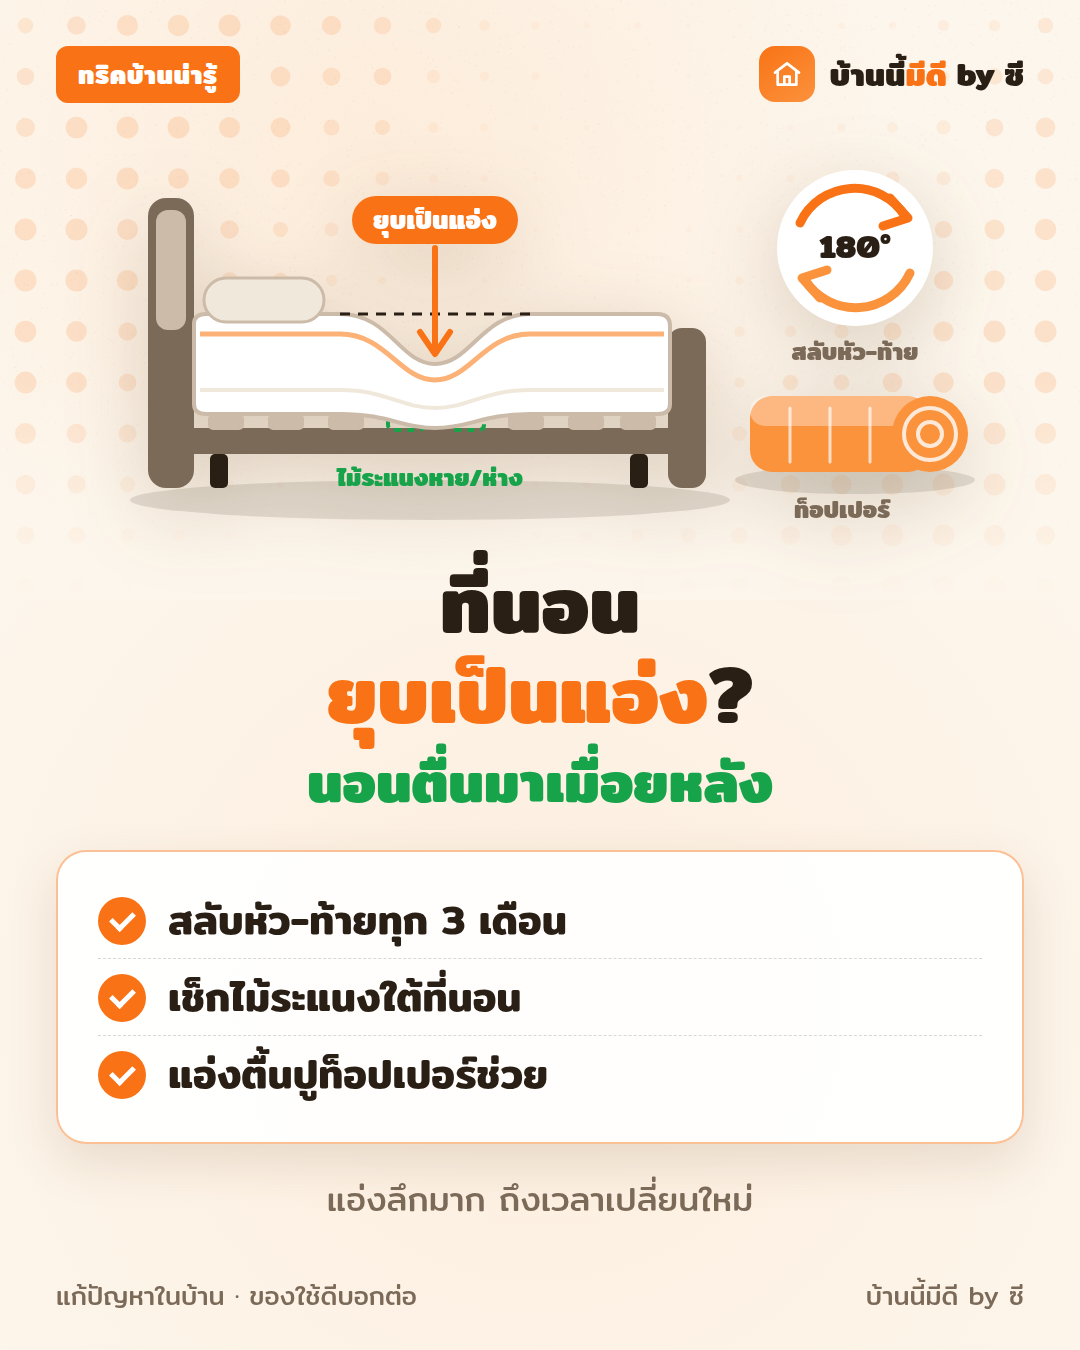 ทริคบ้านน่ารู้
บ้านนี้มีดี by ซี
ยุบเป็นแอ่ง
180°
สลับหัว-ท้าย
ไม้ระแนงหาย/ห่าง
ท็อปเปอร์
ที่นอน
ยุบเป็นแอ่ง?
นอนตื่นมาเมื่อยหลัง
สลับหัว-ท้ายทุก 3 เดือน
เช็กไม้ระแนงใต้ที่นอน
แอ่งตื้นปูท็อปเปอร์ช่วย
แอ่งลึกมาก ถึงเวลาเปลี่ยนใหม่
แก้ปัญหาในบ้าน · ของใช้ดีบอกต่อ
บ้านนี้มีดี by ซี